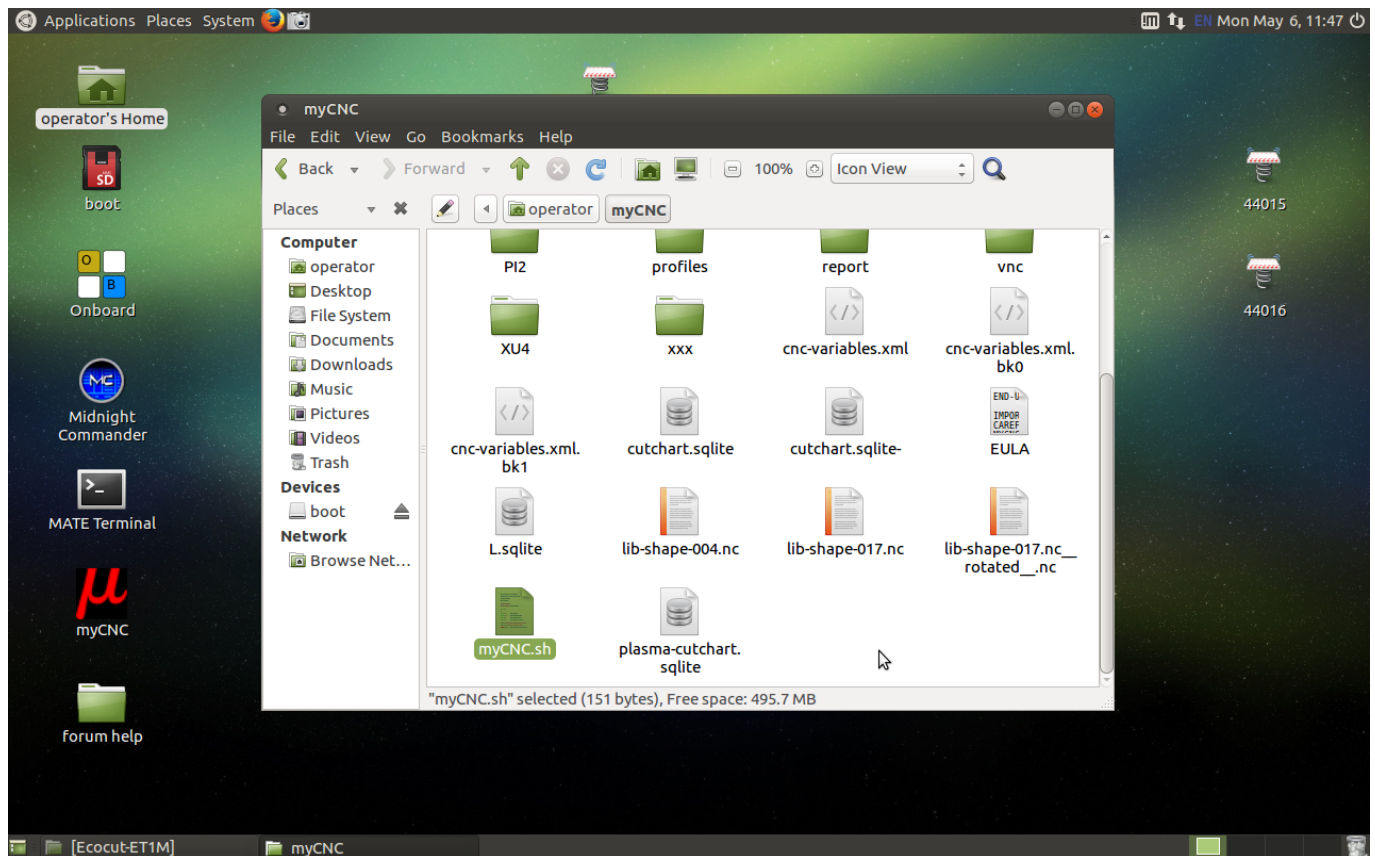 Applications Places System
EN Mon May 6, 11:47
operator's Home
SD
boot
O
B
Onboard
MC
Midnight
Commander
>_
MATE Terminal
μ
myCNC
forum help
44015
44016
myCNC
File Edit View Go Bookmarks Help
Back Forward 100% Icon View
Places operator myCNC
Computer
operator
Desktop
File System
Documents
Downloads
Music
Pictures
Videos
Trash
Devices
boot
Network
Browse Net...
PI2 profiles report vnc
XU4 xxx cnc-variables.xml cnc-variables.xml.
bk0
END-U
IMPOR
CAREF
cnc-variables.xml. cutchart.sqlite cutchart.sqlite- EULA
bk1
L.sqlite lib-shape-004.nc lib-shape-017.nc lib-shape-017.nc__
rotated__.nc
myCNC.sh plasma-cutchart.
sqlite
"myCNC.sh" selected (151 bytes), Free space: 495.7 MB
[Ecocut-ET1M] myCNC